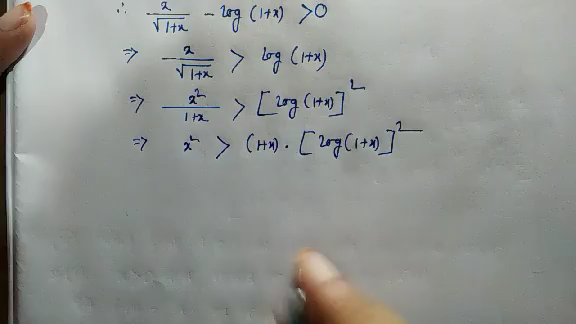 ∴ x/√(1+x) - log (1+x) > 0
⇒ x/√(1+x) > log (1+x)
⇒ x²/(1+x) > [log (1+x)]²
⇒ x² > (1+x) · [log (1+x)]²